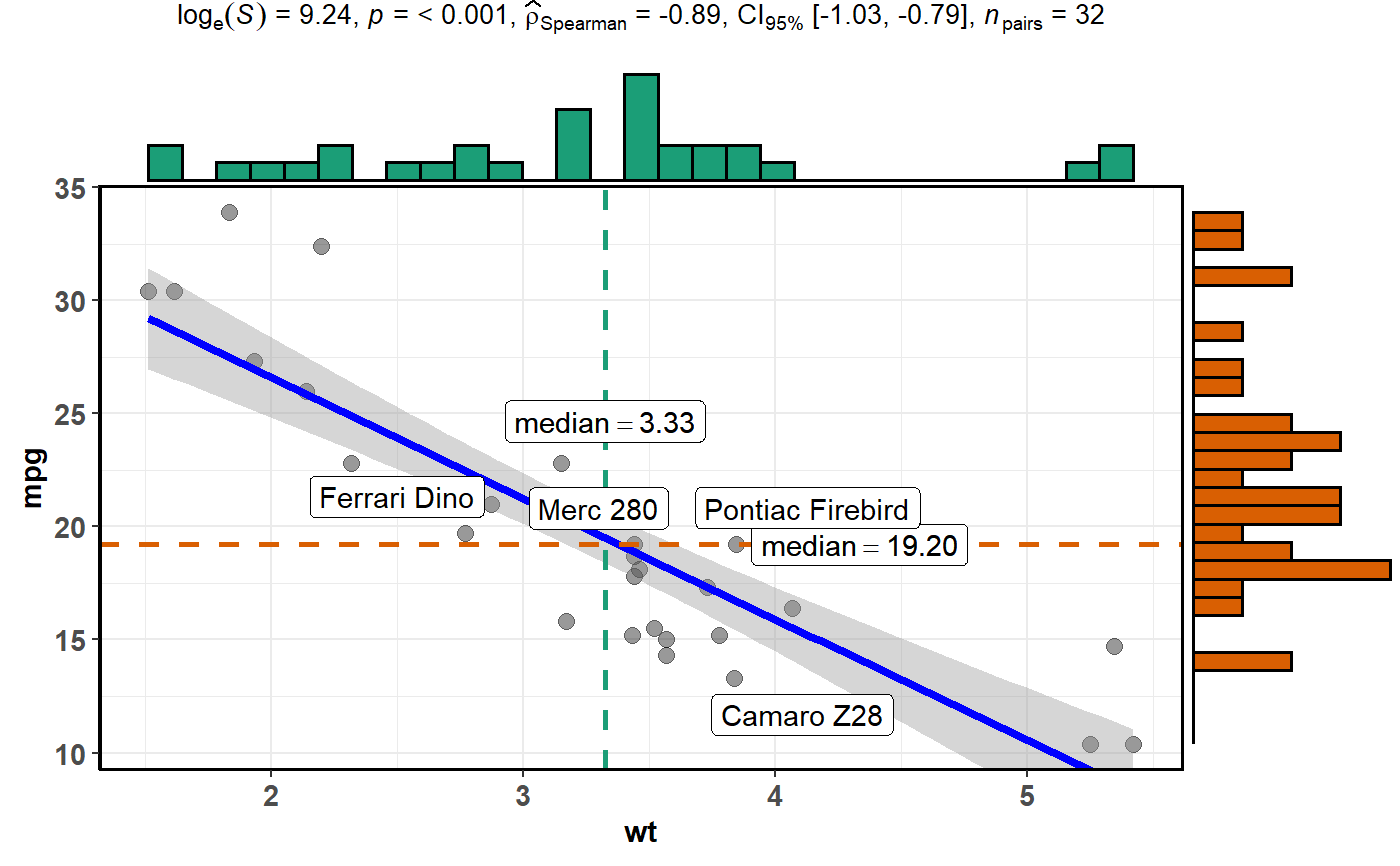 logₑ(S) = 9.24, p = < 0.001, ρ̂Spearman = -0.89, CI95% [-1.03, -0.79], npairs = 32
35
30
median = 3.33
25
Ferrari Dino
Merc 280
Pontiac Firebird
20
median = 19.20
15
Camaro Z28
10
mpg
2 3 4 5
wt